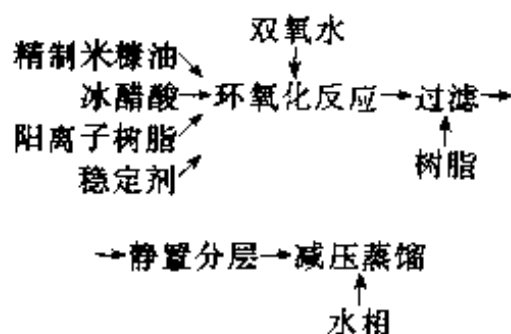 双氧水
精制米糠油
冰醋酸 环氧化反应 过滤
阳离子树脂
稳定剂 树脂
静置分层 减压蒸馏
水相